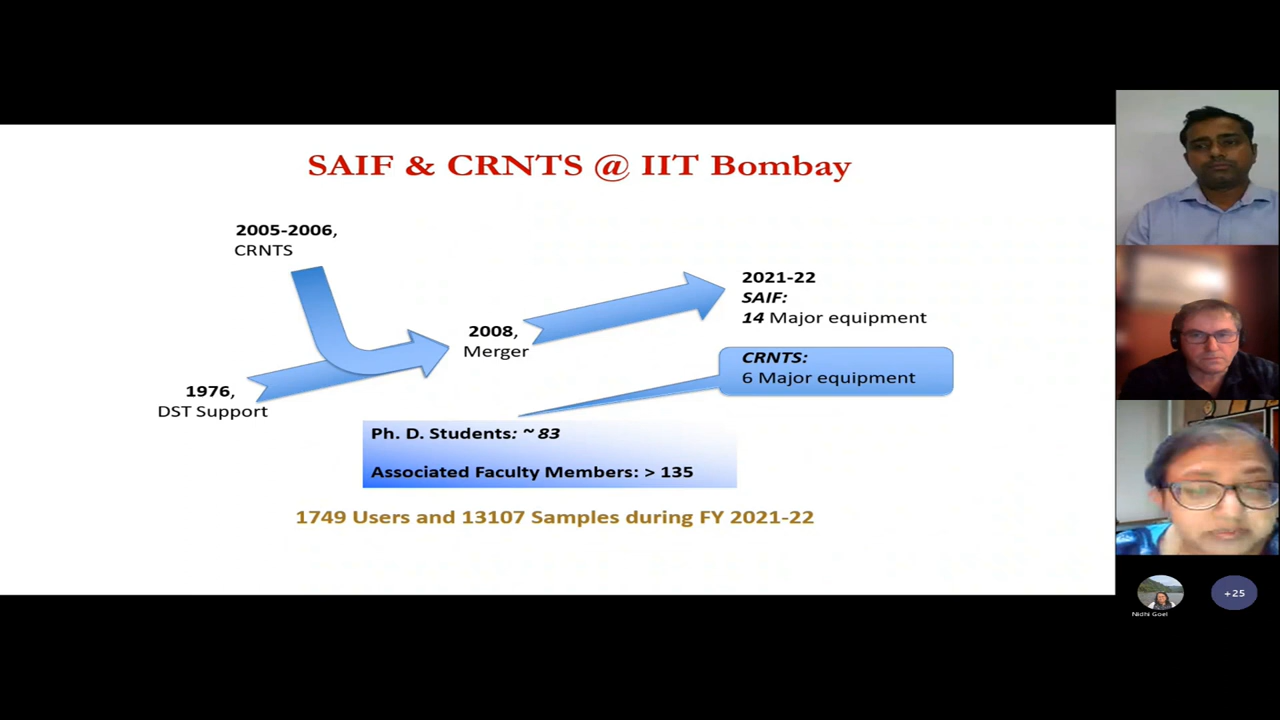 SAIF & CRNTS @ IIT Bombay
2005-2006,
CRNTS
2021-22
SAIF:
14 Major equipment
2008,
Merger
CRNTS:
6 Major equipment
1976,
DST Support
Ph. D. Students: ~ 83
Associated Faculty Members: > 135
1749 Users and 13107 Samples during FY 2021-22
+25
Nidhi Goel